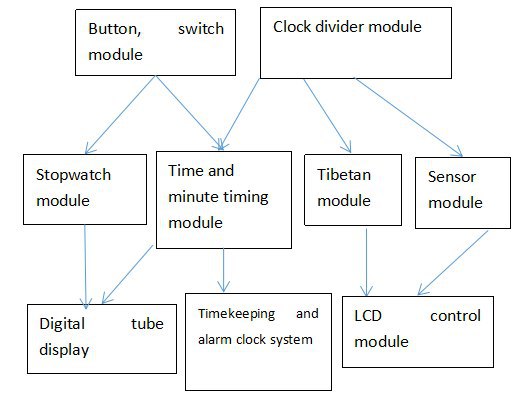 Button, switch
module
Clock divider module
Stopwatch
module
Time and
minute timing
module
Tibetan
module
Sensor
module
Digital tube
display
Timekeeping and
alarm clock system
LCD control
module